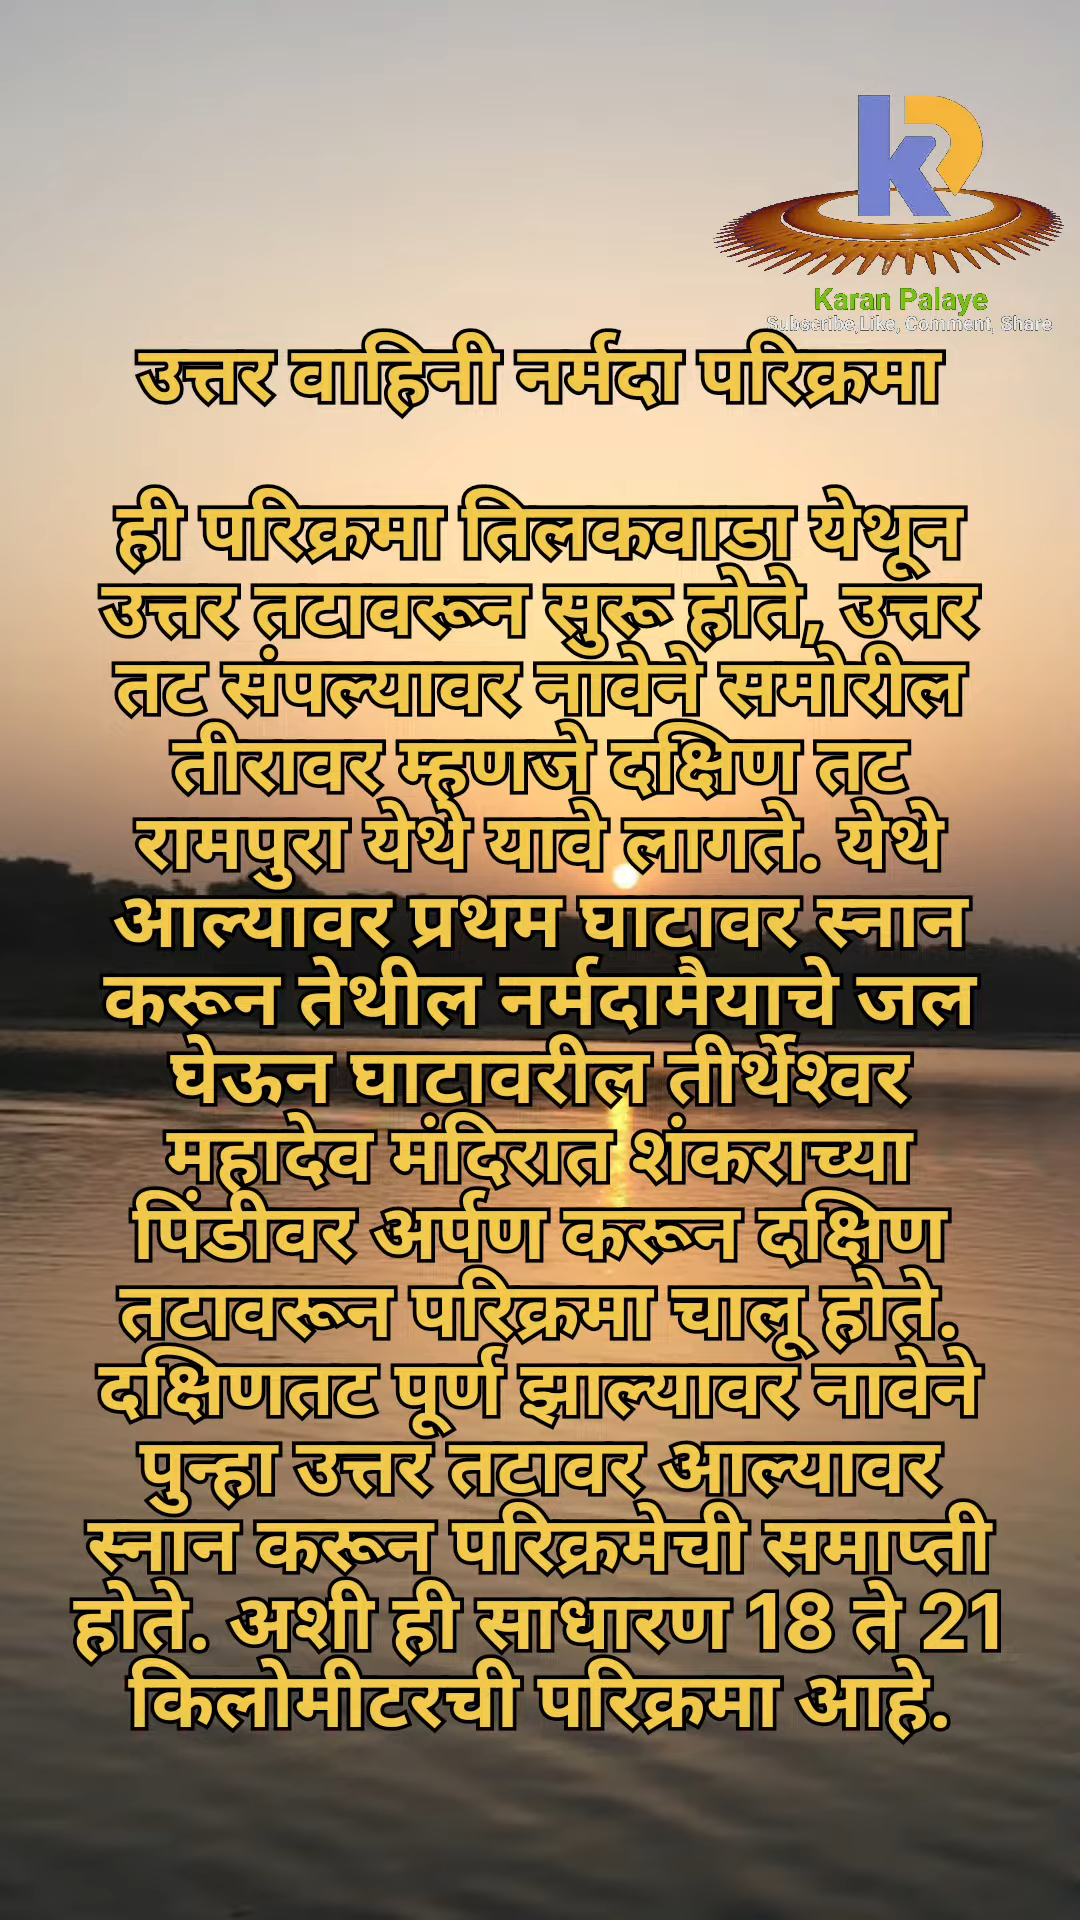 Karan Palaye
Subscribe,Like, Comment, Share
उत्तर वाहिनी नर्मदा परिक्रमा
ही परिक्रमा तिलकवाडा येथून
उत्तर तटावरून सुरू होते, उत्तर
तट संपल्यावर नावेने समोरील
तीरावर म्हणजे दक्षिण तट
रामपुरा येथे यावे लागते. येथे
आल्यावर प्रथम घाटावर स्नान
करून तेथील नर्मदामैयाचे जल
घेऊन घाटावरील तीर्थेश्वर
महादेव मंदिरात शंकराच्या
पिंडीवर अर्पण करून दक्षिण
तटावरून परिक्रमा चालू होते.
दक्षिणतट पूर्ण झाल्यावर नावेने
पुन्हा उत्तर तटावर आल्यावर
स्नान करून परिक्रमेची समाप्ती
होते. अशी ही साधारण 18 ते 21
किलोमीटरची परिक्रमा आहे.